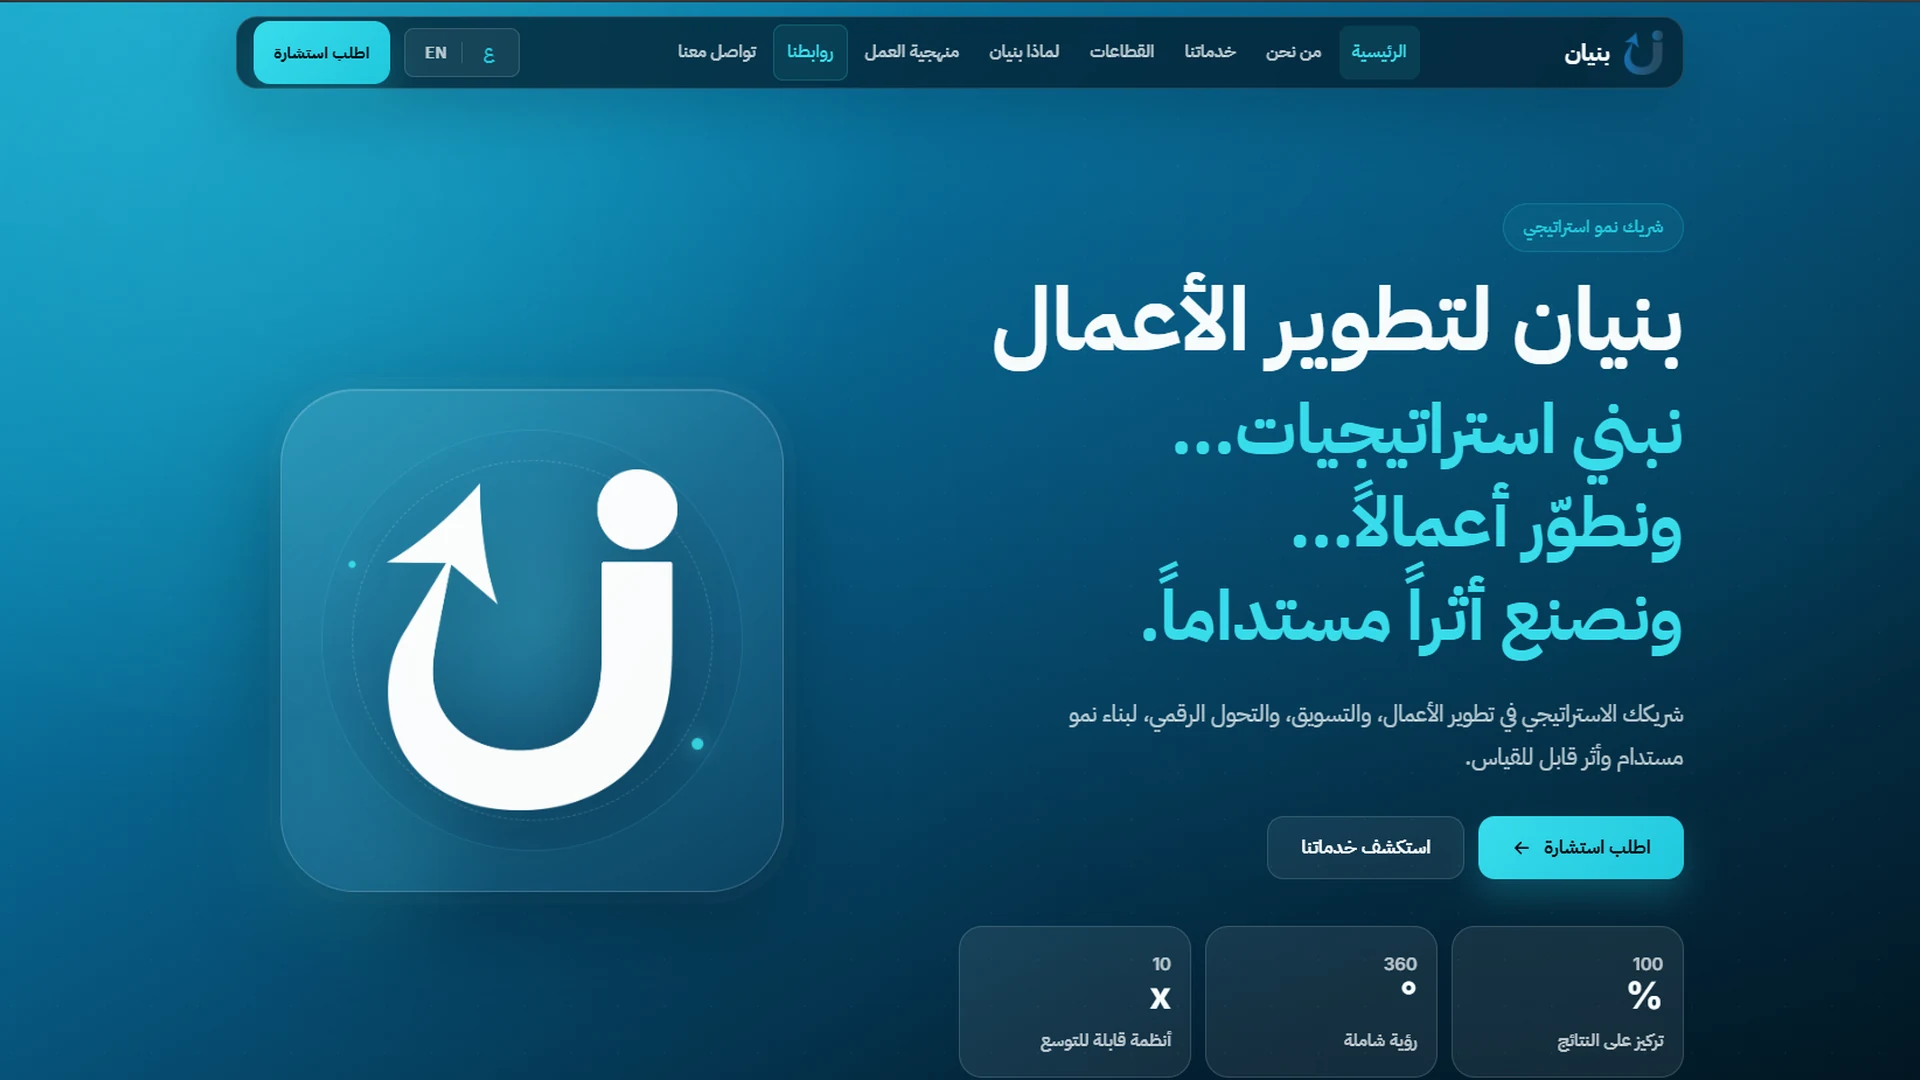 بنيان
الرئيسية
من نحن
خدماتنا
القطاعات
لماذا بنيان
منهجية العمل
روابطنا
تواصل معنا
ع
EN
اطلب استشارة
شريك نمو استراتيجي
بنيان لتطوير الأعمال
نبني استراتيجيات...
ونطوّر أعمالاً...
ونصنع أثراً مستداماً.
شريكك الاستراتيجي في تطوير الأعمال، والتسويق، والتحول الرقمي، لبناء نمو
مستدام وأثر قابل للقياس.
اطلب استشارة ←
استكشف خدماتنا
100
%
تركيز على النتائج
360
°
رؤية شاملة
10
x
أنظمة قابلة للتوسع